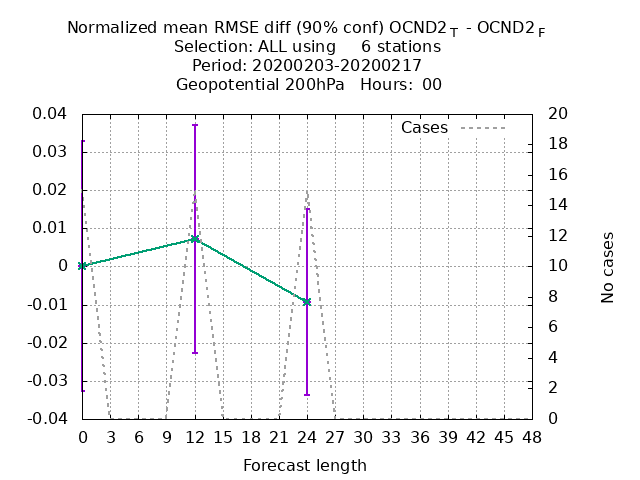 Normalized mean RMSE diff (90% conf) OCND2 T - OCND2 F
Selection: ALL using 6 stations
Period: 20200203-20200217
Geopotential 200hPa Hours: 00
Cases
0.04
0.03
0.02
0.01
0
-0.01
-0.02
-0.03
-0.04
20
18
16
14
12
10
8
6
4
2
0
No cases
0 3 6 9 12 15 18 21 24 27 30 33 36 39 42 45 48
Forecast length